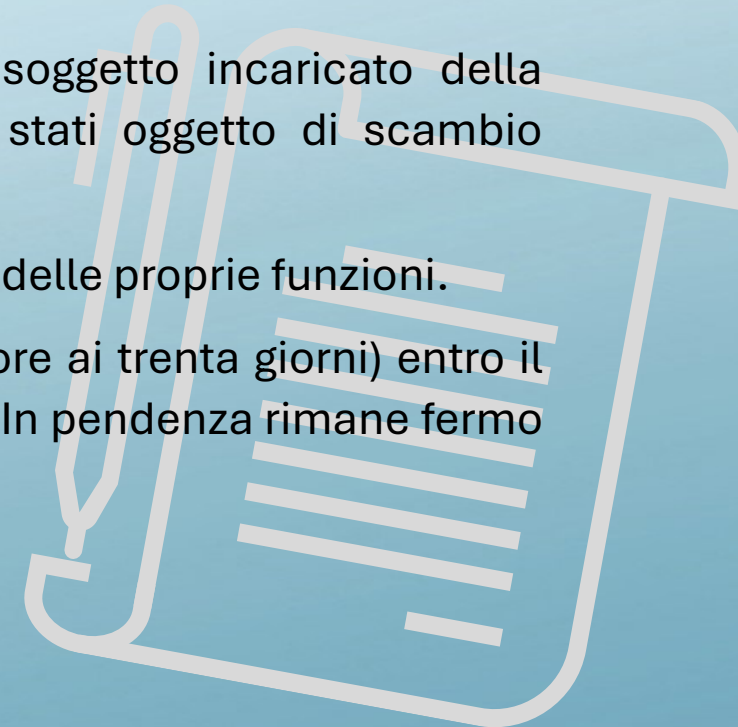 soggetto incaricato della
stati oggetto di scambio
delle proprie funzioni.
ore ai trenta giorni) entro il
In pendenza rimane fermo